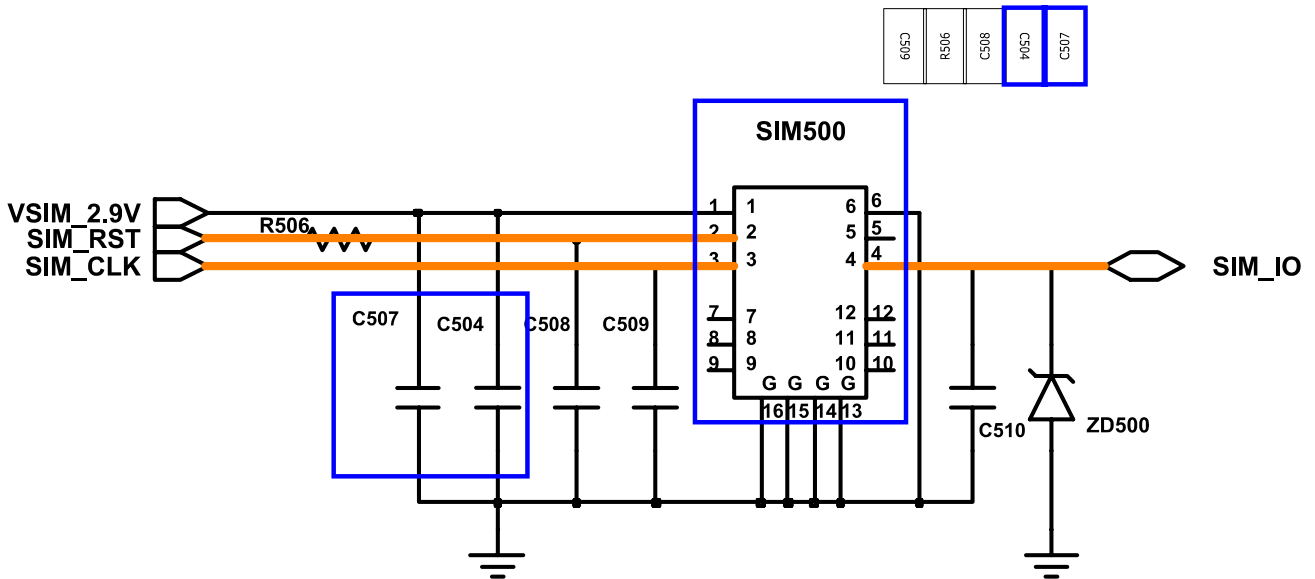 C509 R506 C508 C504 C507
SIM500
VSIM_2.9V
SIM_RST
SIM_CLK
R506
1 1 6 6
2 2 5 5
3 3 4 4
SIM_IO
C507 C504 C508 C509
7 7 12 12
8 8 11 11
9 9 10 10
G G G G
16 15 14 13
C510
ZD500